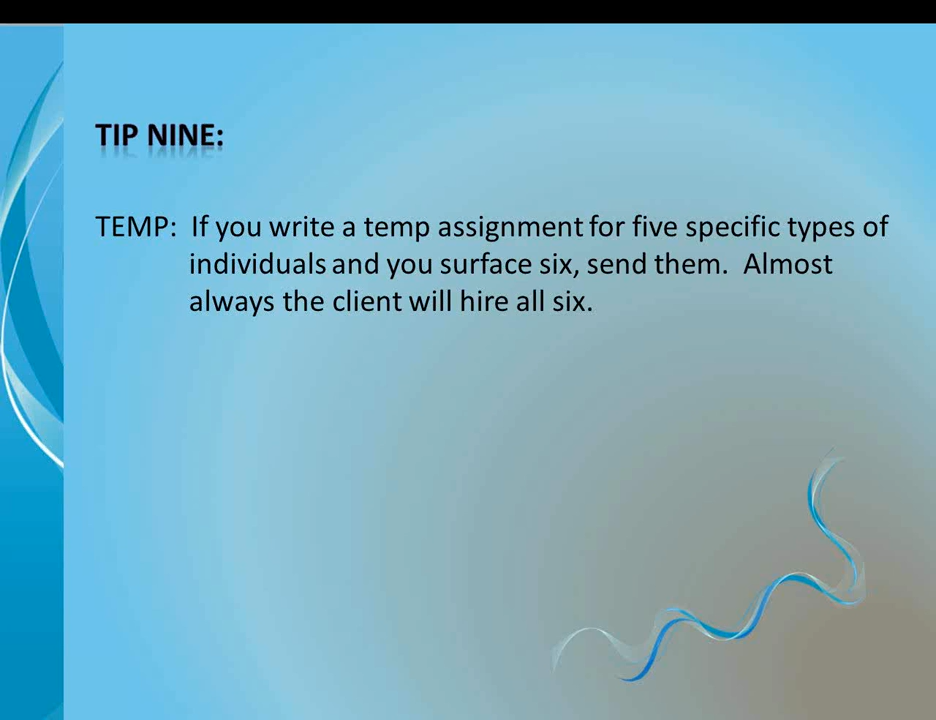 TIP NINE:
TEMP: If you write a temp assignment for five specific types of
individuals and you surface six, send them. Almost
always the client will hire all six.